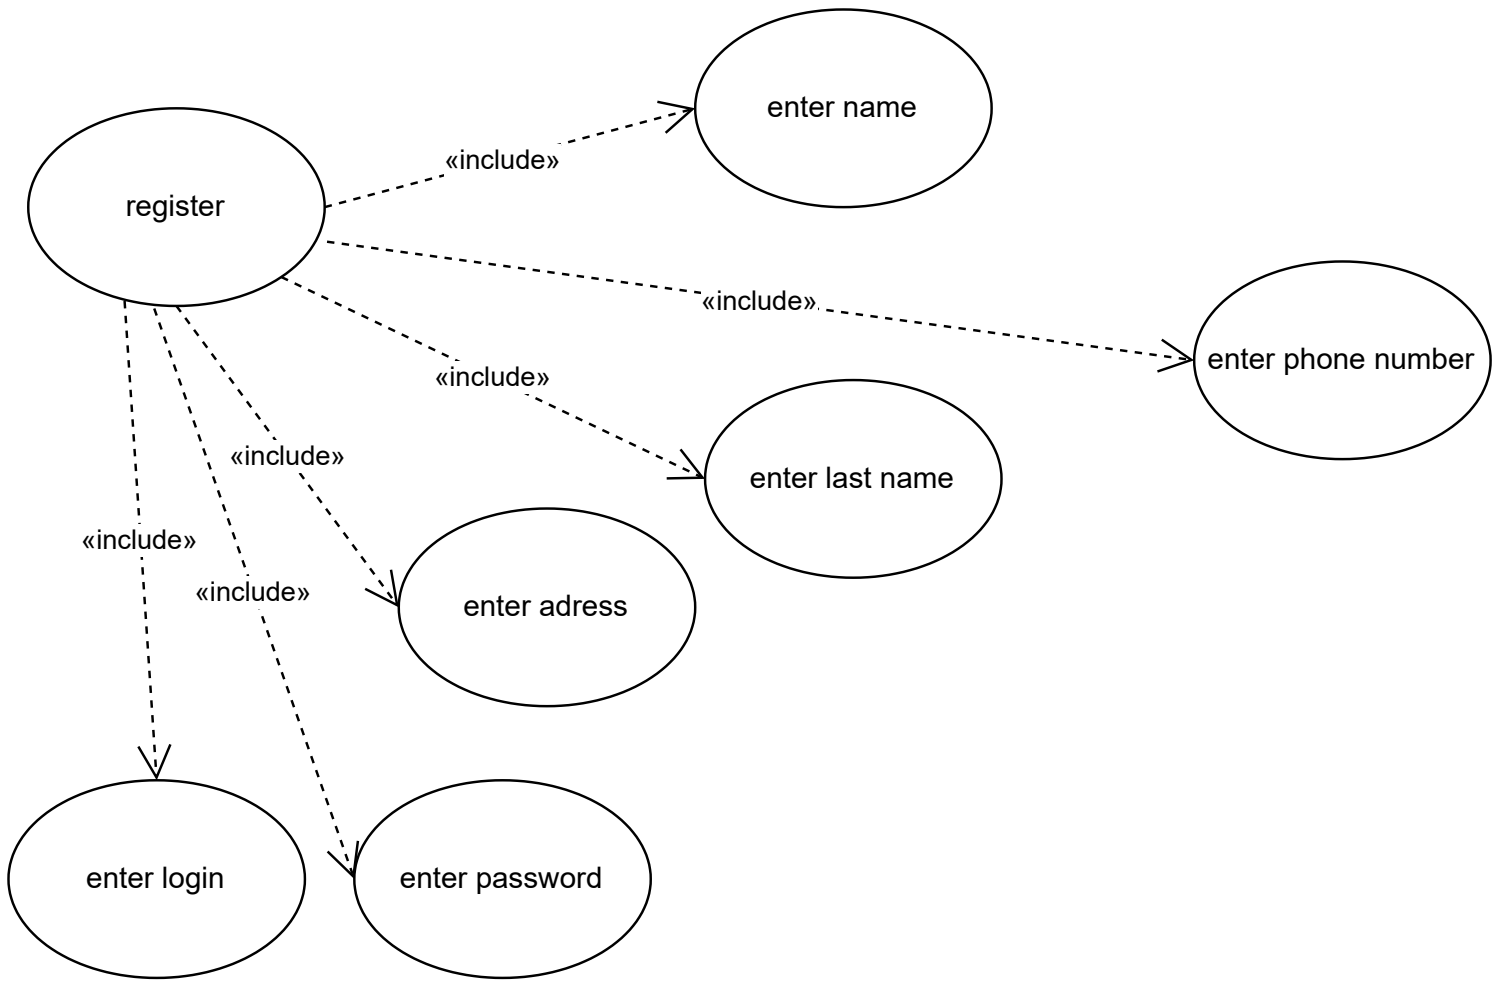 enter name
«include»
register
«include»
enter phone number
«include»
enter last name
«include»
«include»
«include»
enter adress
enter login
enter password